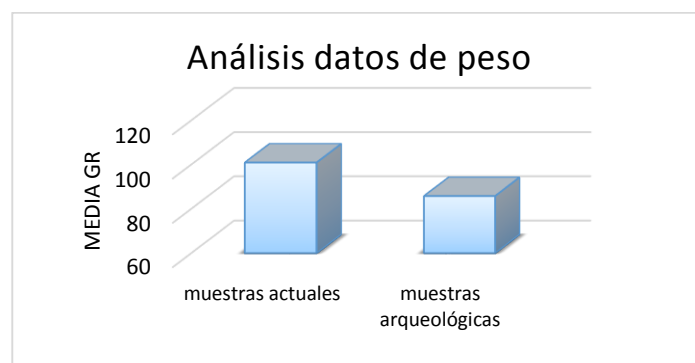 Análisis datos de peso
MEDIA GR
120
100
80
60
muestras actuales
muestras
arqueológicas